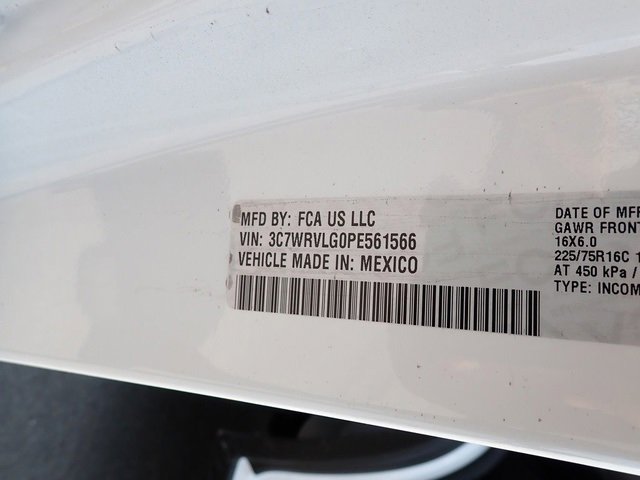 MFD BY: FCA US LLC
VIN: 3C7WRVLG0PE561566
VEHICLE MADE IN: MEXICO
DATE OF MFR
GAWR FRONT
16X6.0
225/75R16C 1
AT 450 kPa /
TYPE: INCOM